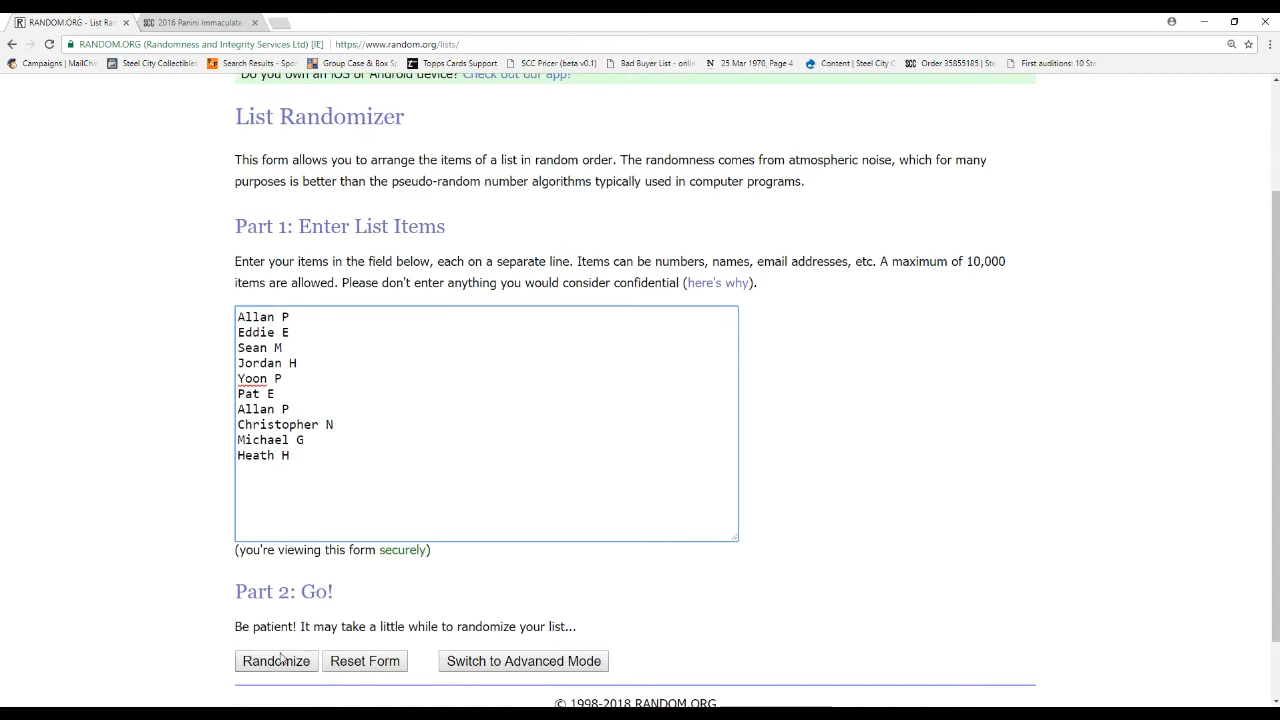 RANDOM.ORG - List Ran
SCC 2016 Panini Immaculate
RANDOM.ORG (Randomness and Integrity Services Ltd) [IE] https://www.random.org/lists/
Campaigns | MailChi Steel City Collectibles Search Results - Spo Group Case & Box Sp Topps Cards Support SCC Pricer (beta v0.1) Bad Buyer List - onlin 25 Mar 1970, Page 4 Content | Steel City C SCC Order 35855185 | Ste First auditions: 10 Ste
Do you own an iOS or Android device? Check out our app!
List Randomizer
This form allows you to arrange the items of a list in random order. The randomness comes from atmospheric noise, which for many
purposes is better than the pseudo-random number algorithms typically used in computer programs.
Part 1: Enter List Items
Enter your items in the field below, each on a separate line. Items can be numbers, names, email addresses, etc. A maximum of 10,000
items are allowed. Please don't enter anything you would consider confidential (here's why).
Allan P
Eddie E
Sean M
Jordan H
Yoon P
Pat E
Allan P
Christopher N
Michael G
Heath H
(you're viewing this form securely)
Part 2: Go!
Be patient! It may take a little while to randomize your list...
Randomize Reset Form Switch to Advanced Mode
© 1998-2018 RANDOM.ORG